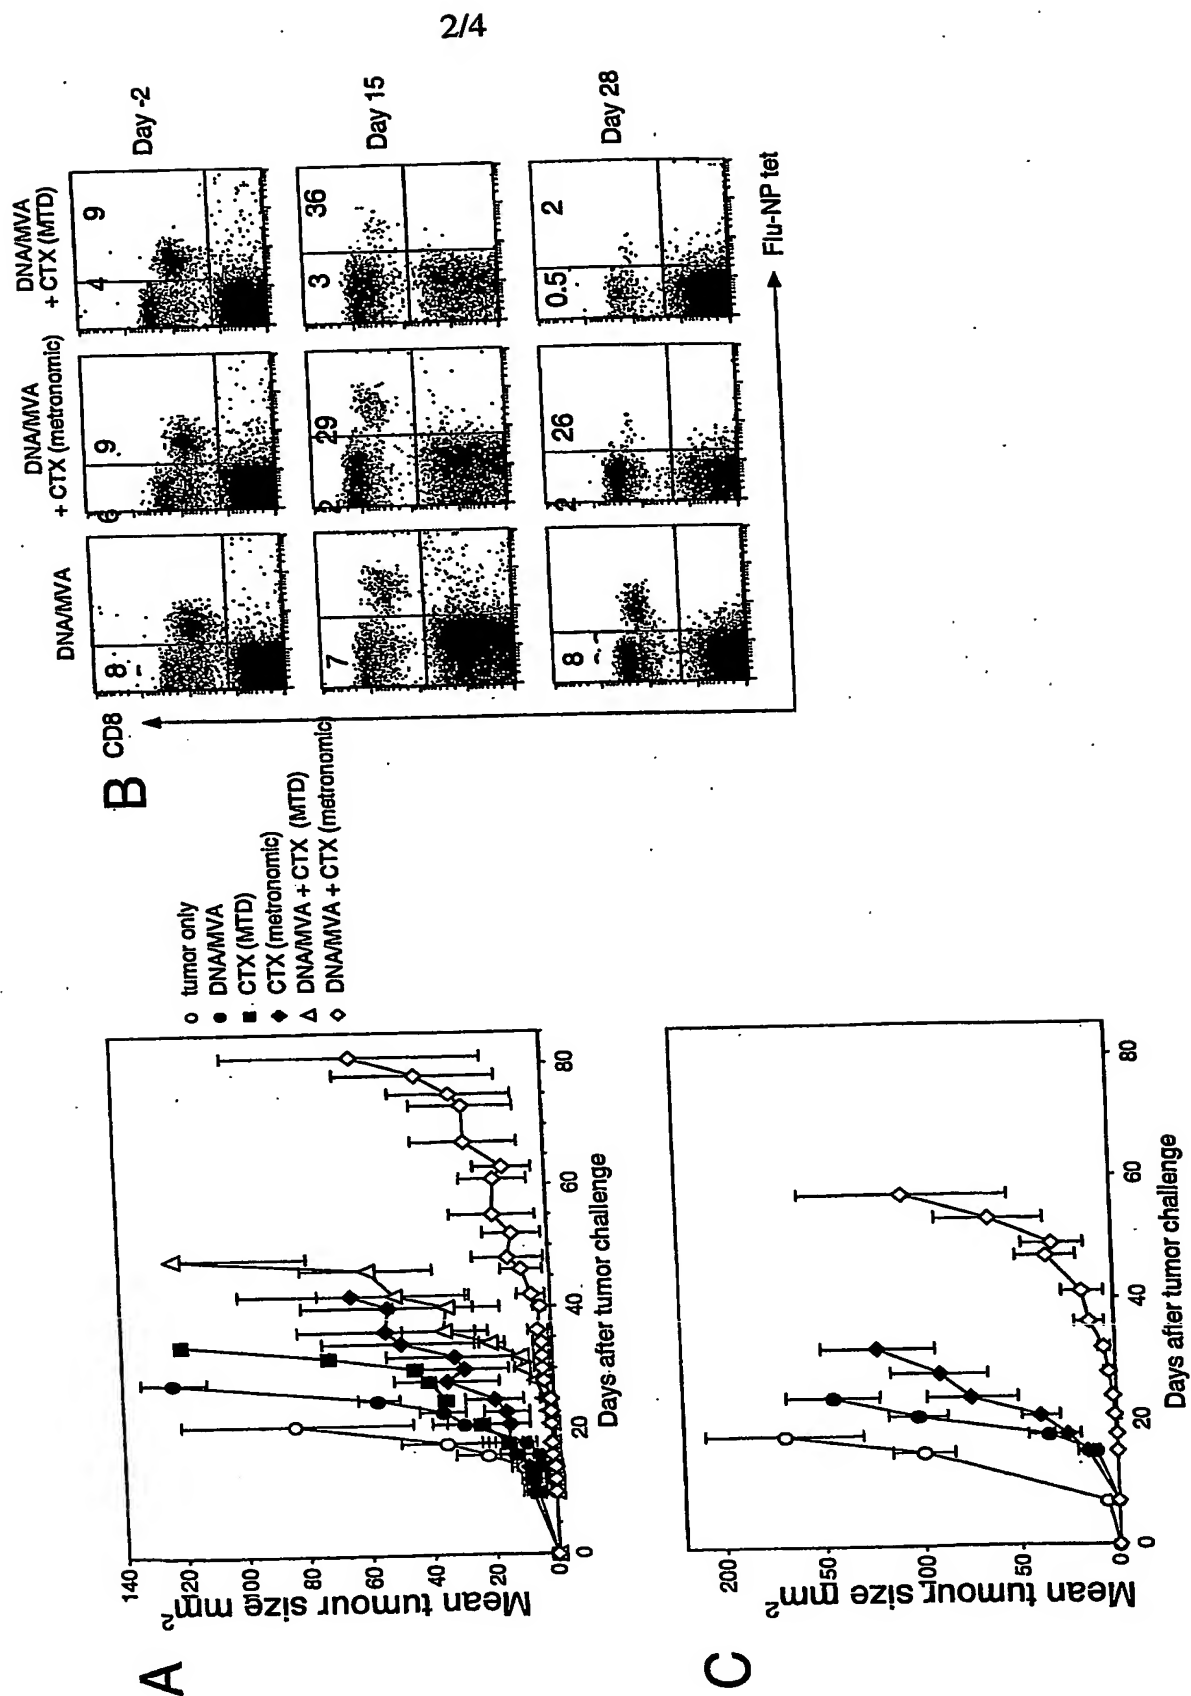 2/4
A
Mean tumour size mm²
140
120
100
80
60
40
20
0
0
20
40
60
80
Days after tumor challenge
tumor only
DNA/MVA
CTX (MTD)
CTX (metronomic)
DNA/MVA + CTX (MTD)
DNA/MVA + CTX (metronomic)
B
CD8
DNA/MVA
DNA/MVA
+ CTX (metronomic)
DNA/MVA
+ CTX (MTD)
8
6
9
4
9
Day -2
7
2
29
3
36
Day 15
8
2
26
0.5
2
Day 28
Flu-NP tet
C
Mean tumour size mm²
200
150
100
50
0
0
20
40
60
80
Days after tumor challenge